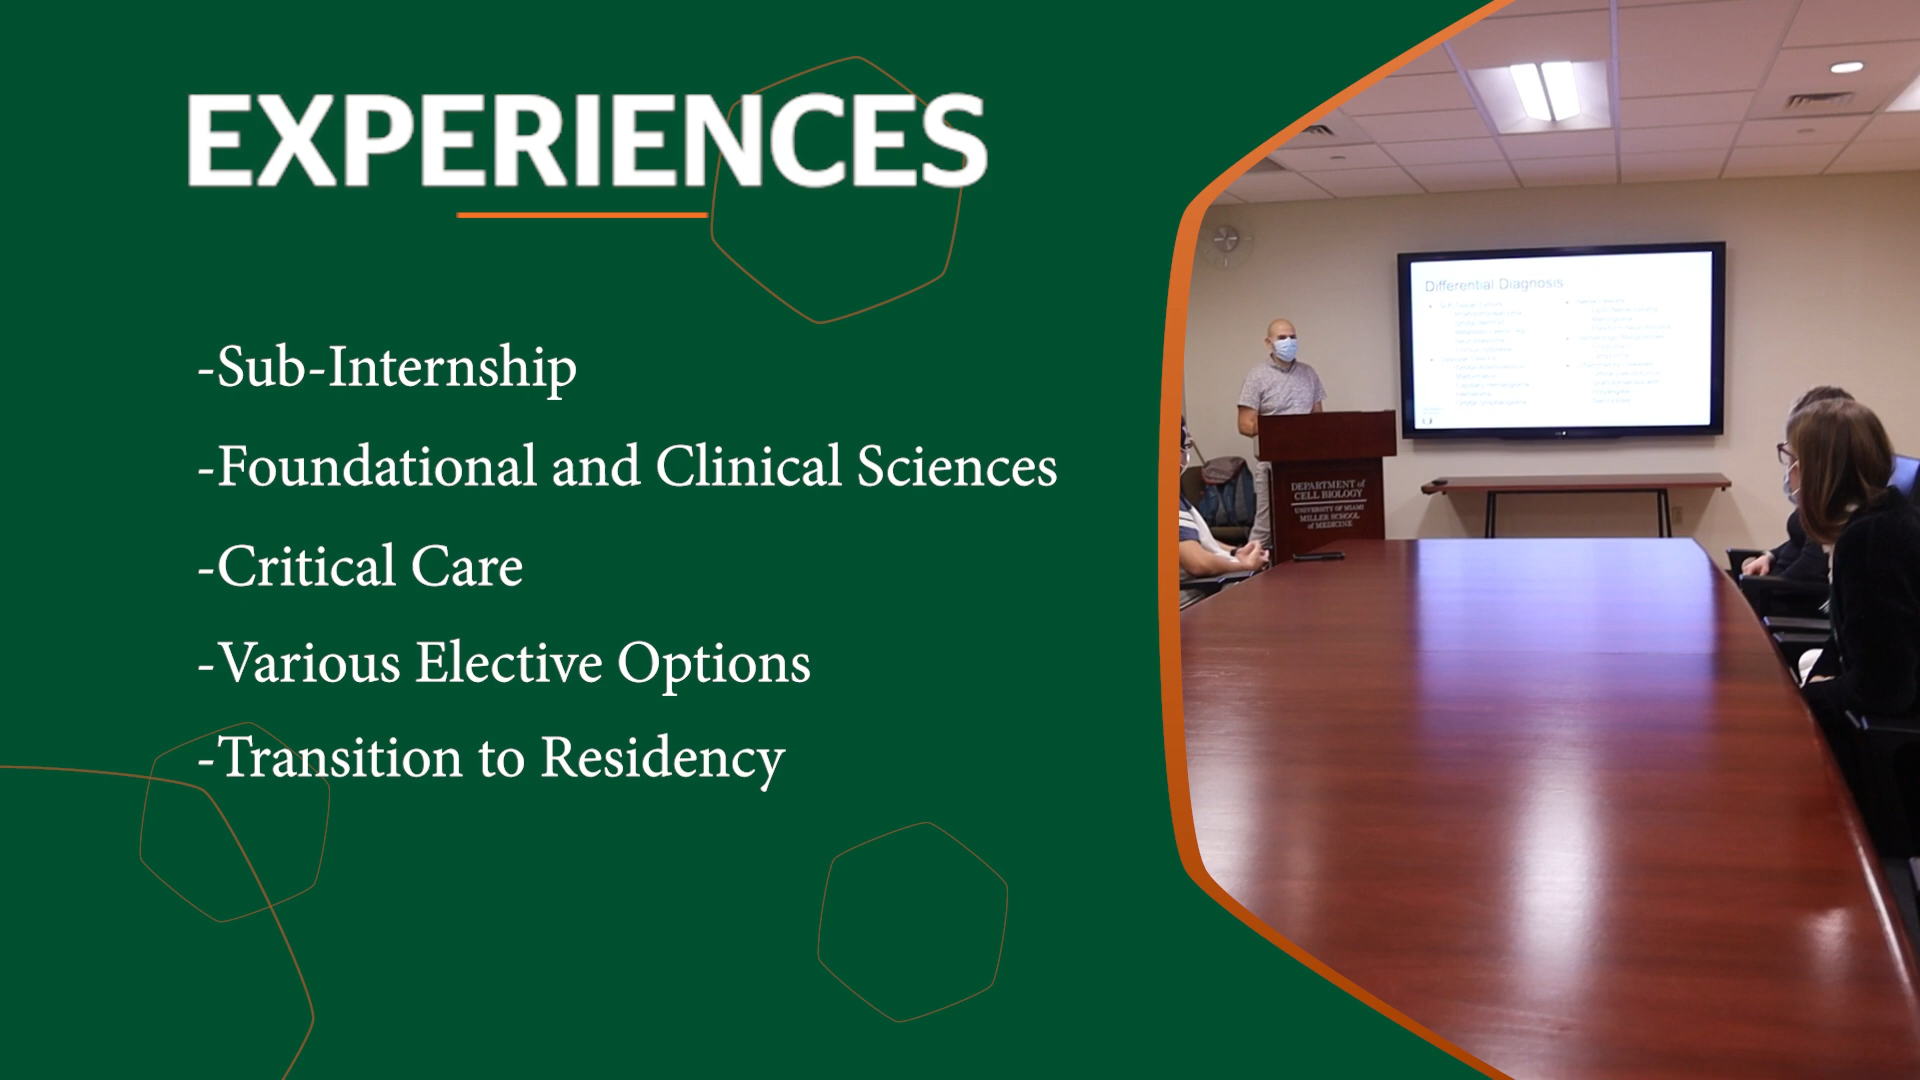 EXPERIENCES
-Sub-Internship
-Foundational and Clinical Sciences
-Critical Care
-Various Elective Options
-Transition to Residency
Differential Diagnosis
DEPARTMENT of
CELL BIOLOGY
UNIVERSITY OF MIAMI
MILLER SCHOOL
of MEDICINE